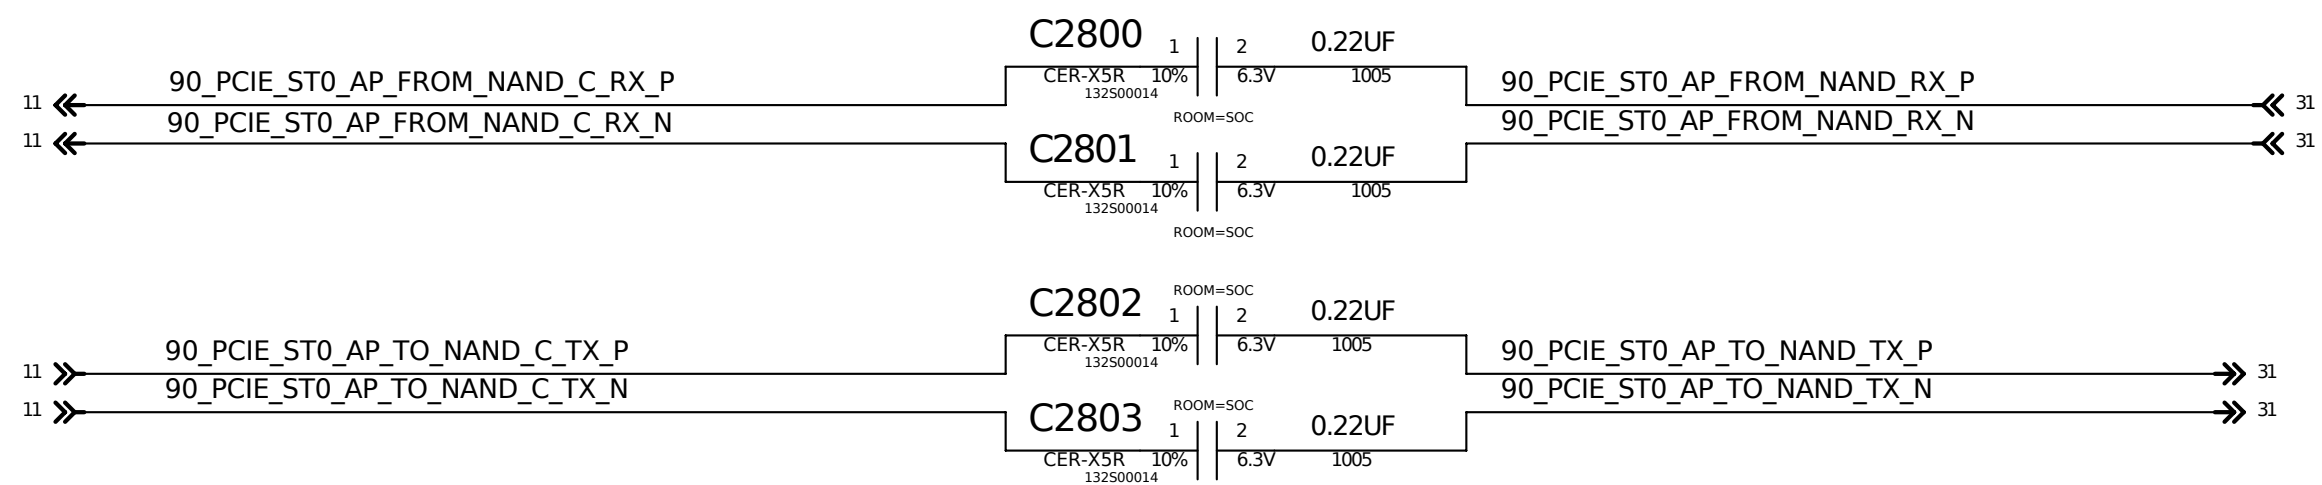 C2800 1 2 0.22UF
90_PCIE_ST0_AP_FROM_NAND_C_RX_P CER-X5R 10% 6.3V 1005 90_PCIE_ST0_AP_FROM_NAND_RX_P
132S00014
11 31
ROOM=SOC
90_PCIE_ST0_AP_FROM_NAND_C_RX_N 90_PCIE_ST0_AP_FROM_NAND_RX_N
11 31
C2801 1 2 0.22UF
CER-X5R 10% 6.3V 1005
132S00014
ROOM=SOC
ROOM=SOC
C2802 1 2 0.22UF
90_PCIE_ST0_AP_TO_NAND_C_TX_P CER-X5R 10% 6.3V 1005 90_PCIE_ST0_AP_TO_NAND_TX_P
132S00014
11 31
90_PCIE_ST0_AP_TO_NAND_C_TX_N 90_PCIE_ST0_AP_TO_NAND_TX_N
ROOM=SOC
11 31
C2803 1 2 0.22UF
CER-X5R 10% 6.3V 1005
132S00014